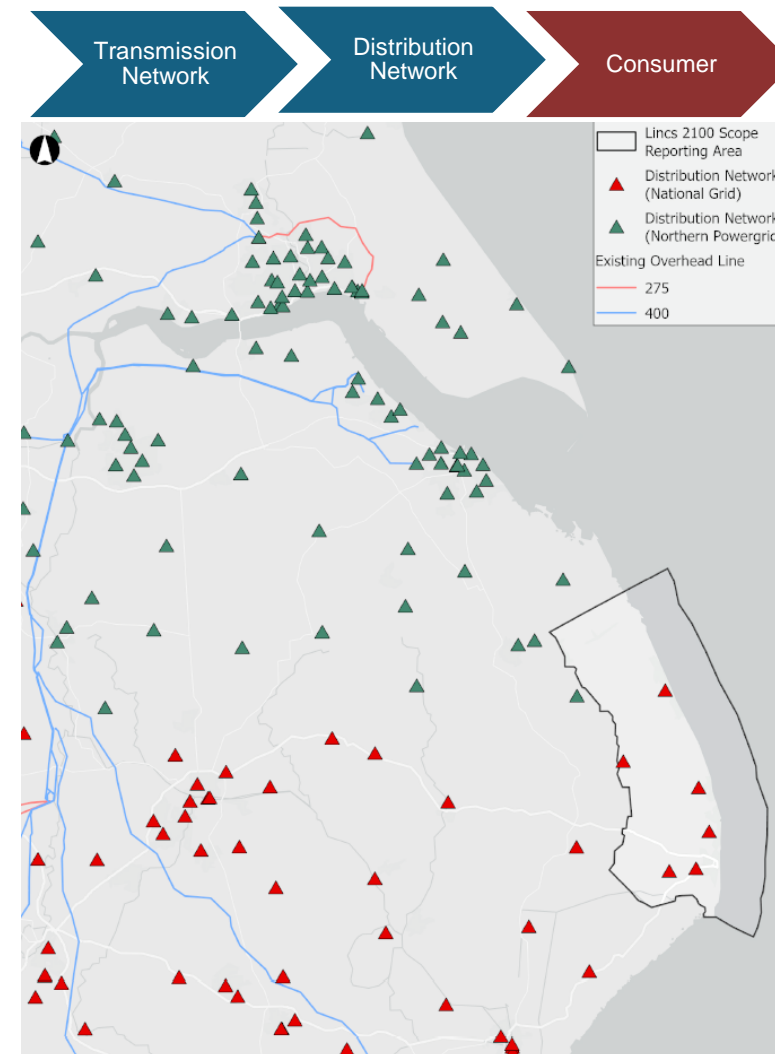 Transmission
Network
Distribution
Network
Consumer
Lincs 2100 Scope
Reporting Area
Distribution Network
(National Grid)
Distribution Network
(Northern Powergrid
Existing Overhead Line
275
400